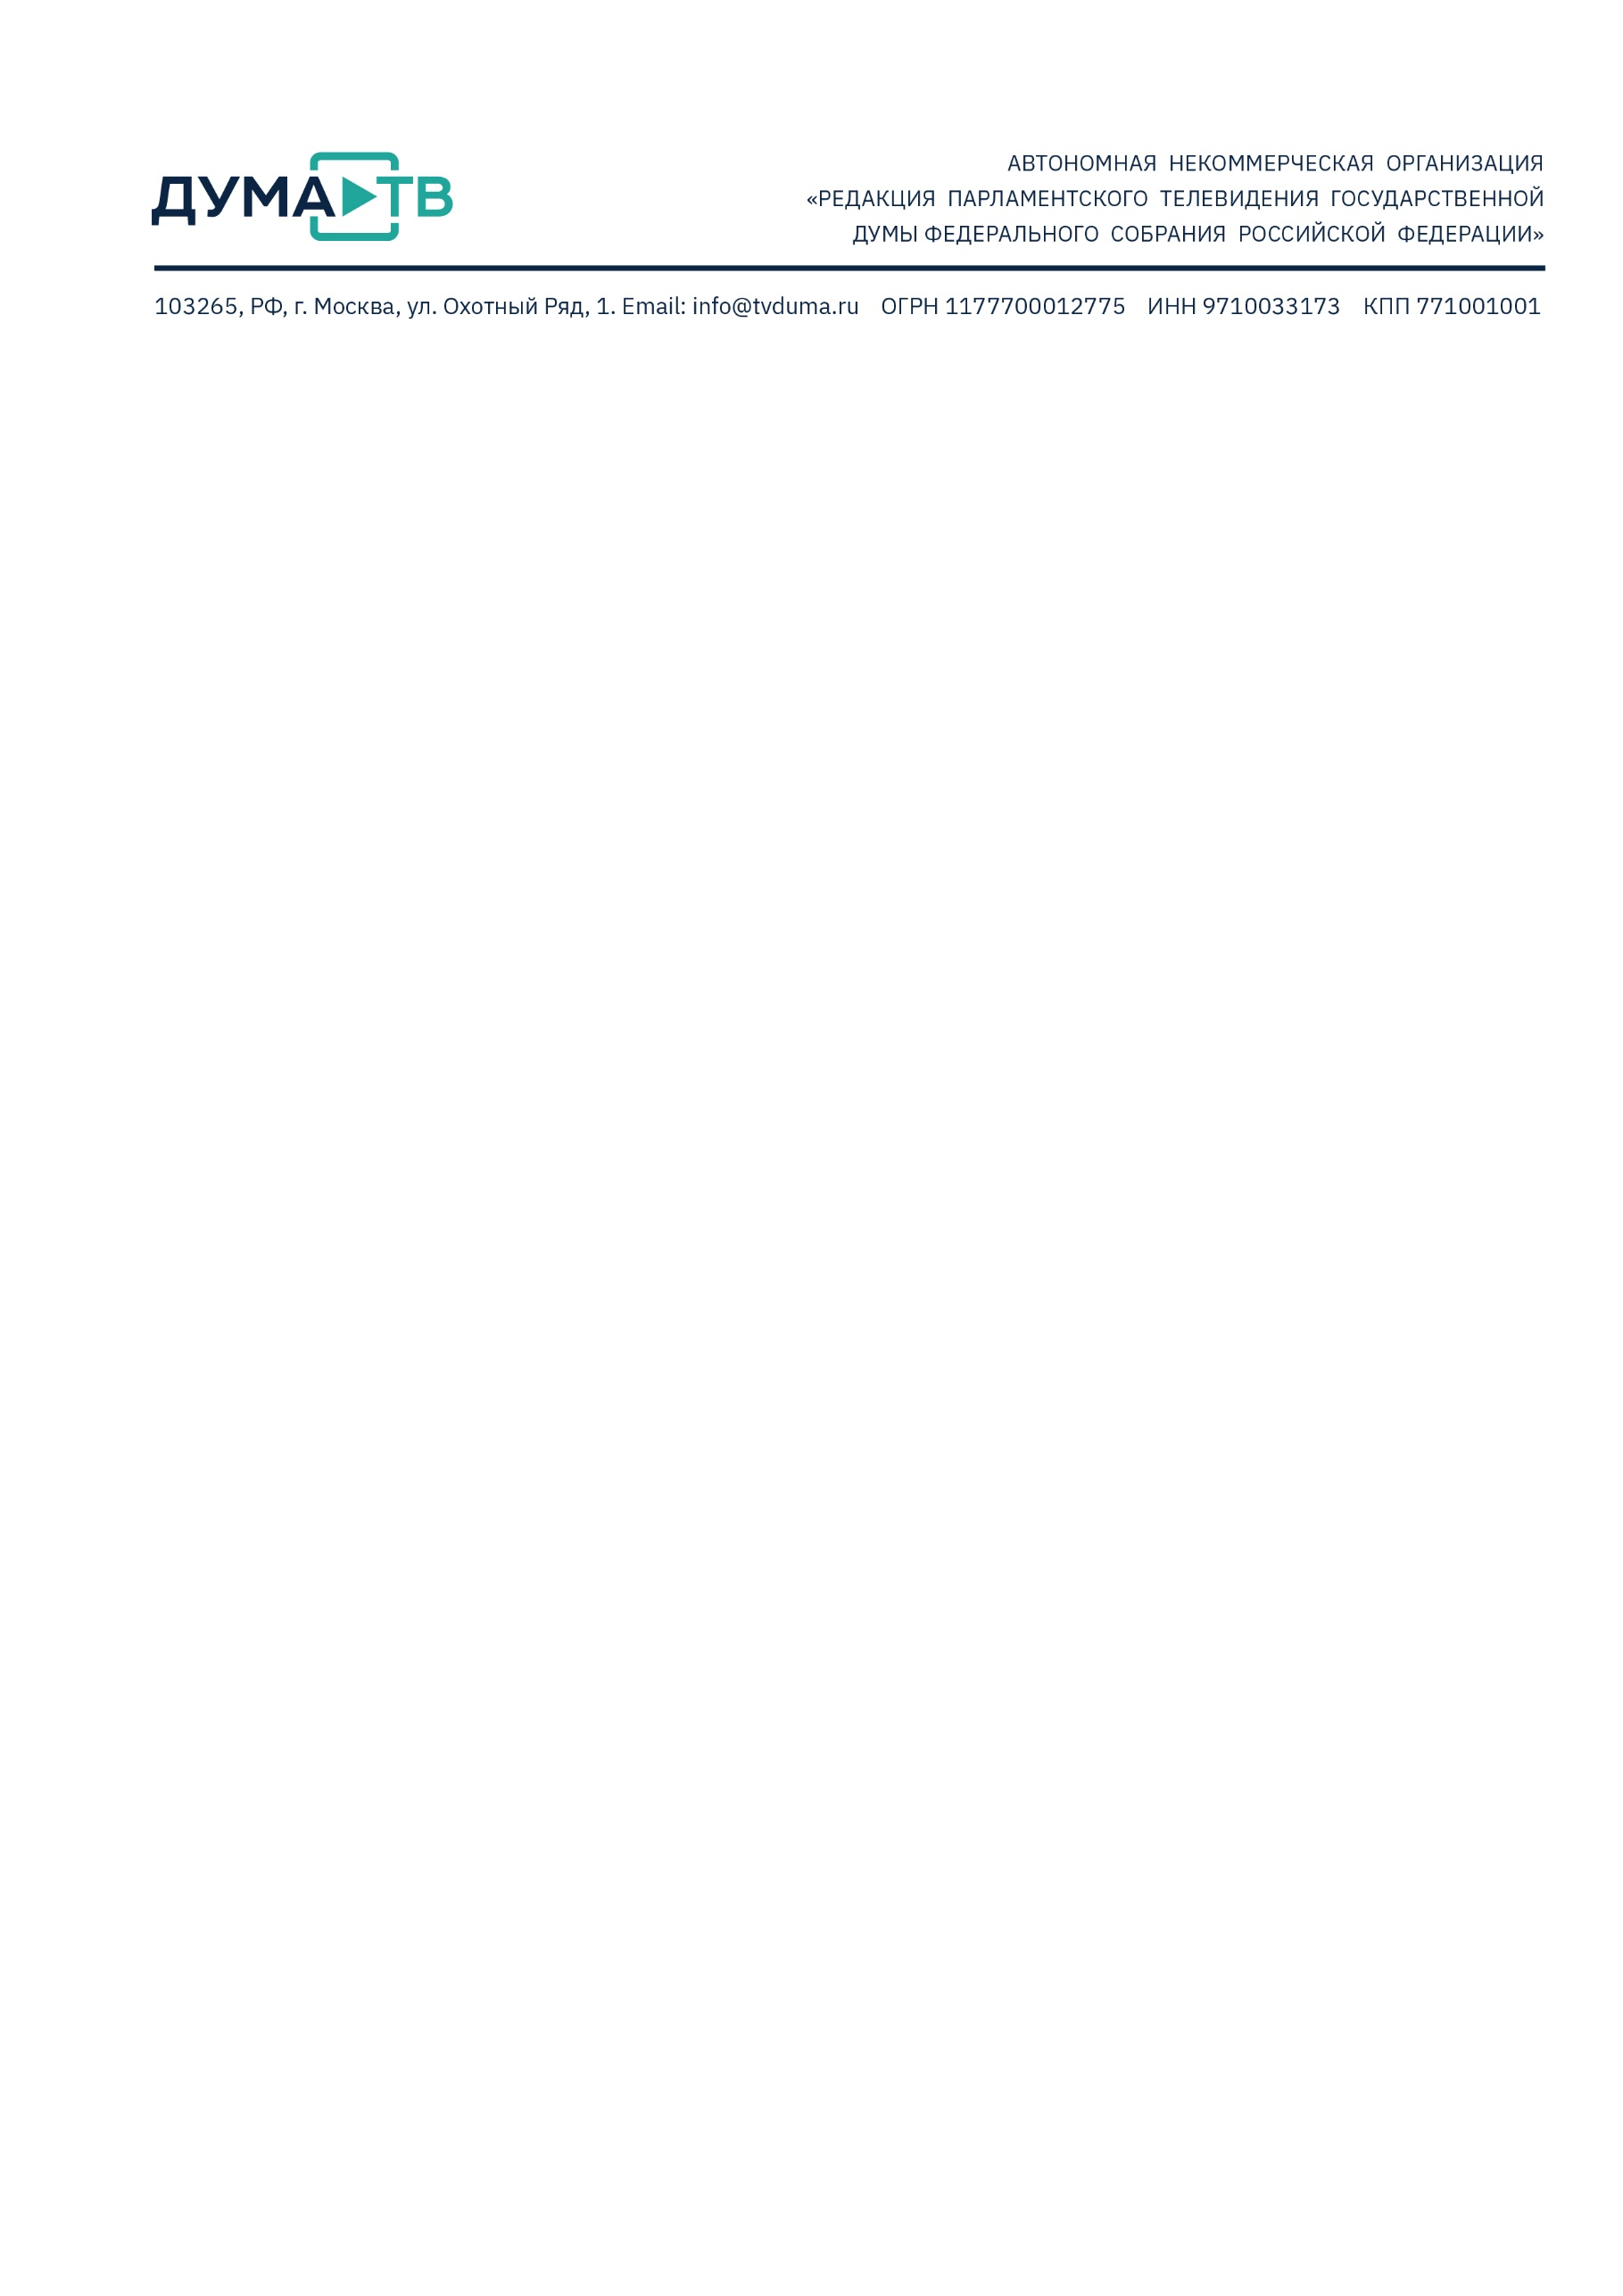 ДУМА ТВ
АВТОНОМНАЯ НЕКОММЕРЧЕСКАЯ ОРГАНИЗАЦИЯ
«РЕДАКЦИЯ ПАРЛАМЕНТСКОГО ТЕЛЕВИДЕНИЯ ГОСУДАРСТВЕННОЙ
ДУМЫ ФЕДЕРАЛЬНОГО СОБРАНИЯ РОССИЙСКОЙ ФЕДЕРАЦИИ»
103265, РФ, г. Москва, ул. Охотный Ряд, 1. Email: info@tvduma.ru ОГРН 1177700012775 ИНН 9710033173 КПП 771001001